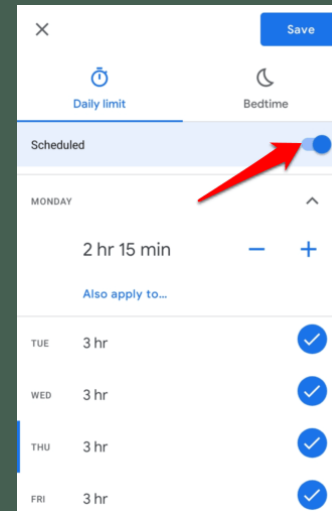 Save
Daily limit
Bedtime
Scheduled
MONDAY
2 hr 15 min
Also apply to...
TUE 3 hr
WED 3 hr
THU 3 hr
FRI 3 hr